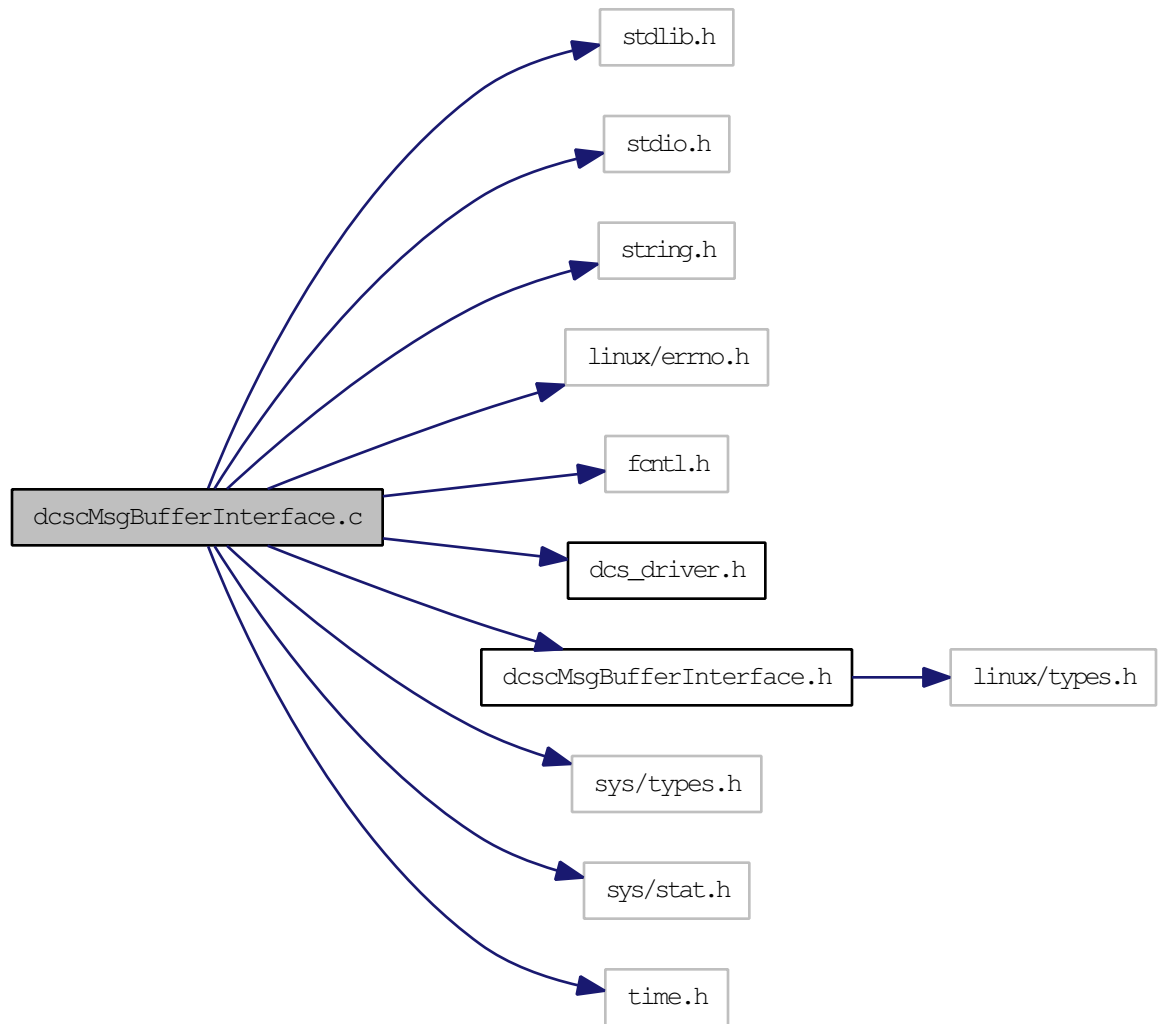 stdlib.h
stdio.h
string.h
linux/errno.h
fcntl.h
dcscMsgBufferInterface.c
dcs_driver.h
dcscMsgBufferInterface.h
linux/types.h
sys/types.h
sys/stat.h
time.h